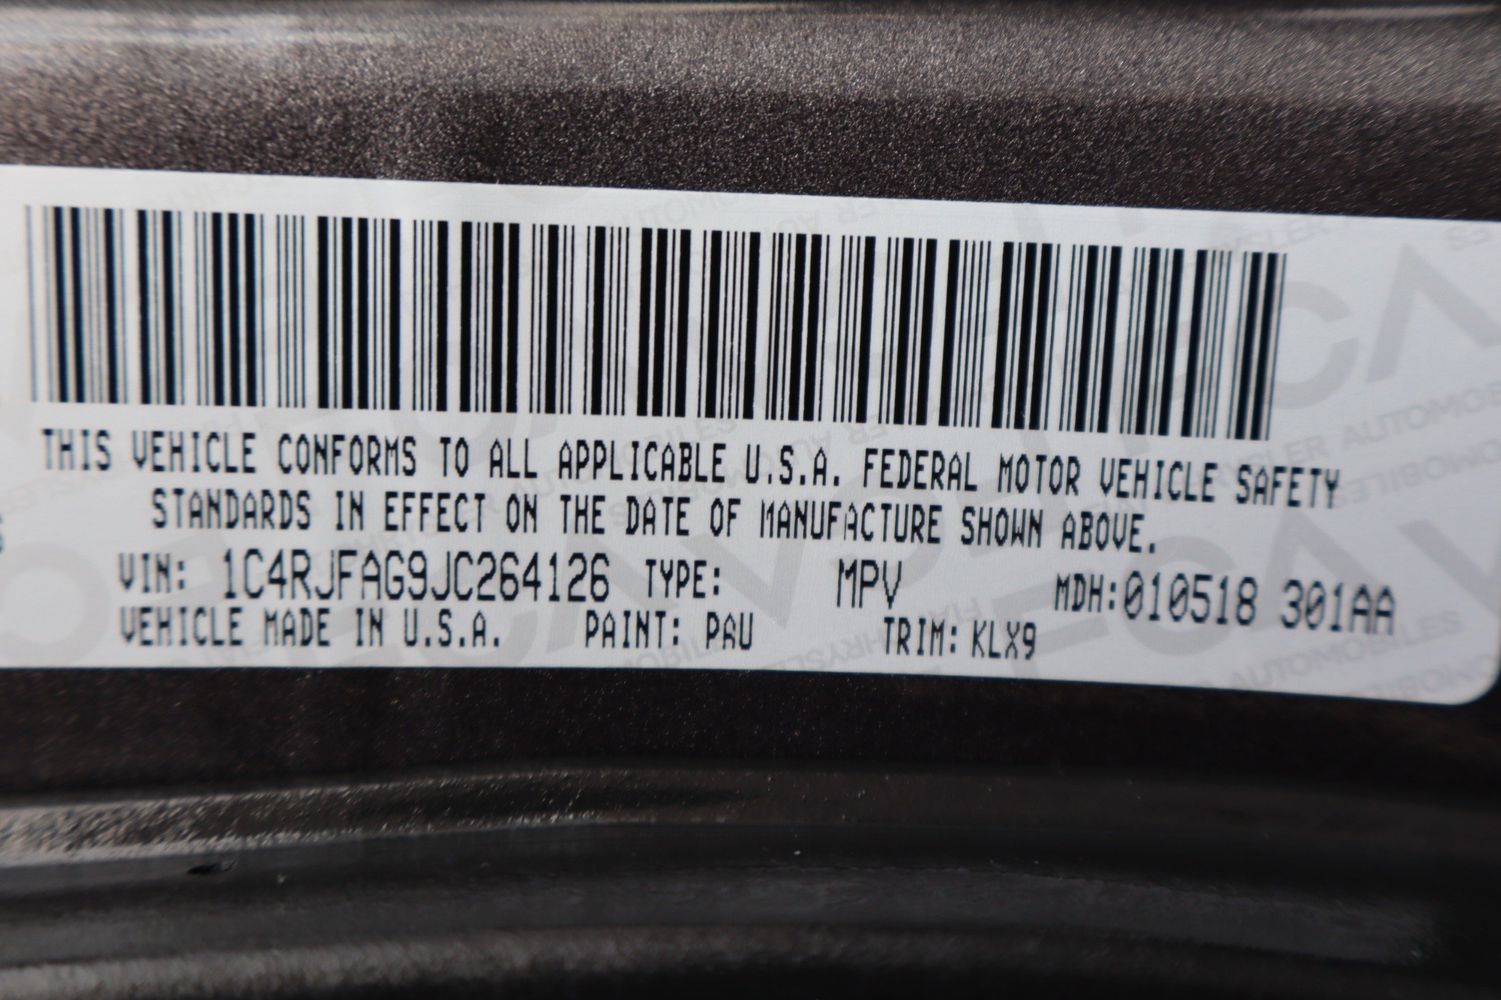 THIS VEHICLE CONFORMS TO ALL APPLICABLE U.S.A. FEDERAL MOTOR VEHICLE SAFETY
STANDARDS IN EFFECT ON THE DATE OF MANUFACTURE SHOWN ABOVE.
VIN: 1C4RJFAG9JC264126 TYPE: MPV MDH:010518 301AA
VEHICLE MADE IN U.S.A. PAINT: PAU TRIM: KLX9